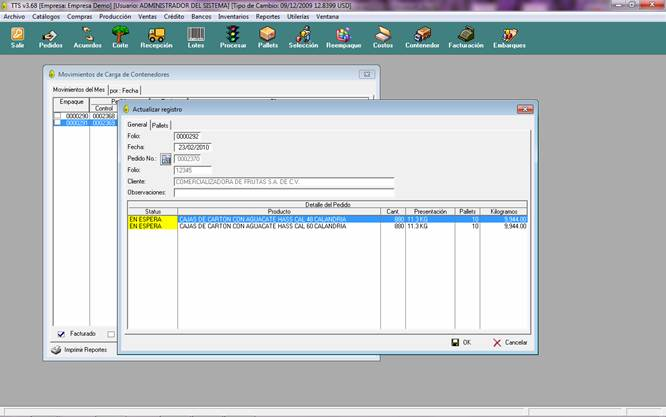 TTS v3.68 [Empresa: Empresa Demo] [Usuario: ADMINISTRADOR DEL SISTEMA] [Tipo de Cambio: 09/12/2009 12.8399 USD]
Archivo Catálogos Compras Producción Ventas Crédito Bancos Inventarios Reportes Utilerías Ventana
Salir Pedidos Acuerdos Corte Recepción Lotes Procesar Pallets Selección Reempaque Costos Contenedor Facturación Embarques
Movimientos de Carga de Contenedores
Movimientos del Mes por : Fecha
Empaque
Control
0000290 0002368
0000291 0002369
Facturado
Imprimir Reportes
Actualizar registro
General Pallets
Folio: 0000292
Fecha: 23/02/2010
Pedido No.: 0002370
Folio: 12345
Cliente: COMERCIALIZADORA DE FRUTAS S.A. DE C.V.
Observaciones:
Detalle del Pedido
Status Producto Cant. Presentación Pallets Kilogramos
EN ESPERA CAJAS DE CARTON CON AGUACATE HASS CAL 48 CALANDRIA 880 11.3 KG 10 9,944.00
EN ESPERA CAJAS DE CARTON CON AGUACATE HASS CAL 60 CALANDRIA 880 11.3 KG 10 9,944.00
OK Cancelar